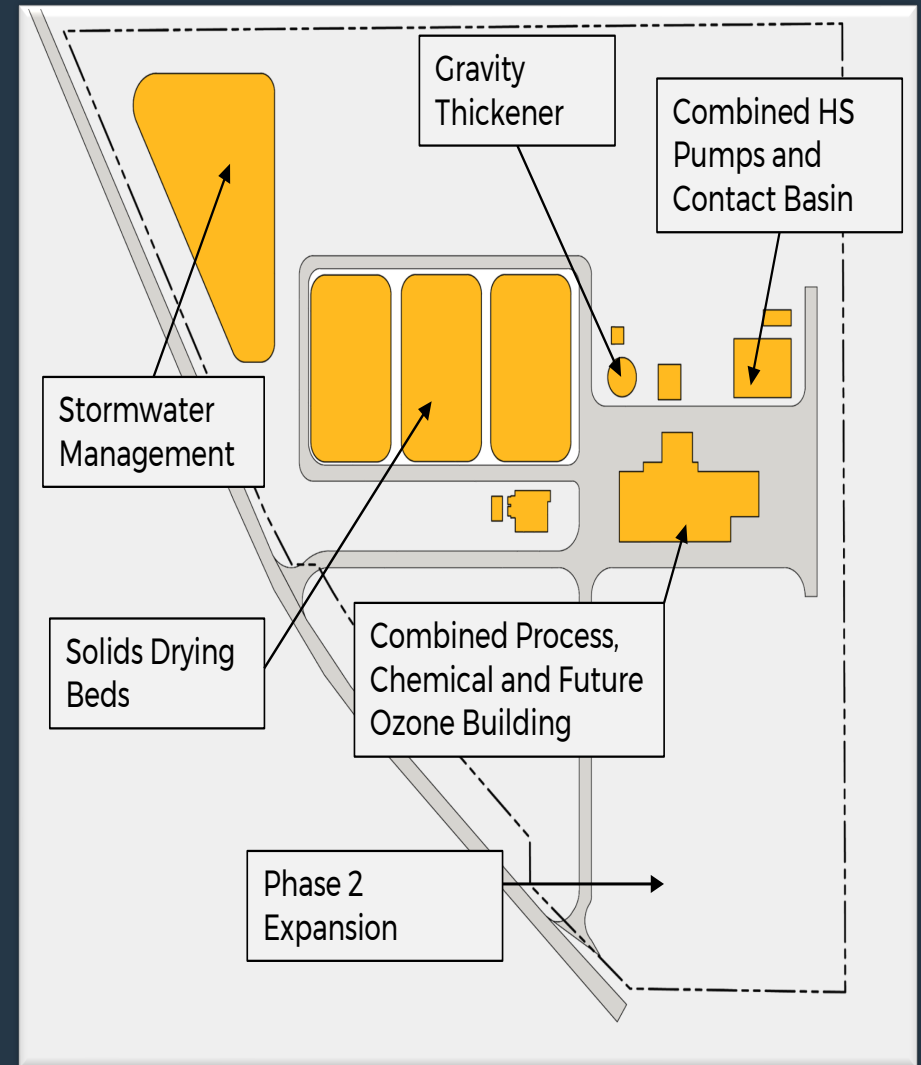 Gravity
Thickener
Combined HS
Pumps and
Contact Basin
Stormwater
Management
Solids Drying
Beds
Combined Process,
Chemical and Future
Ozone Building
Phase 2
Expansion